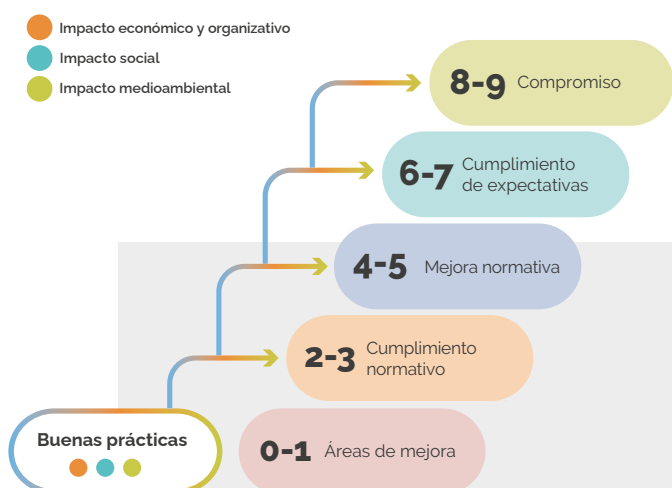 Impacto económico y organizativo
Impacto social
Impacto medioambiental
8-9 Compromiso
6-7 Cumplimiento
de expectativas
4-5 Mejora normativa
2-3 Cumplimiento
normativo
Buenas prácticas
0-1 Áreas de mejora